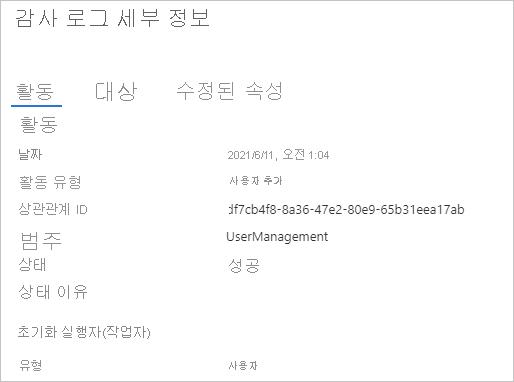 감사 로그 세부 정보
활동 대상 수정된 속성
활동
날짜 2021/6/11, 오전 1:04
활동 유형 사용자 추가
상관관계 ID df7cb4f8-8a36-47e2-80e9-65b31eea17ab
범주 UserManagement
상태 성공
상태 이유
초기화 실행자(작업자)
유형 사용자